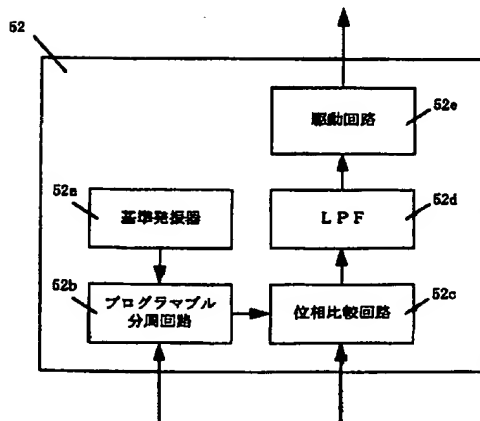 52
駆動回路
52e
52a
基準発振器
LPF
52d
52b
プログラマブル
分周回路
位相比較回路
52c